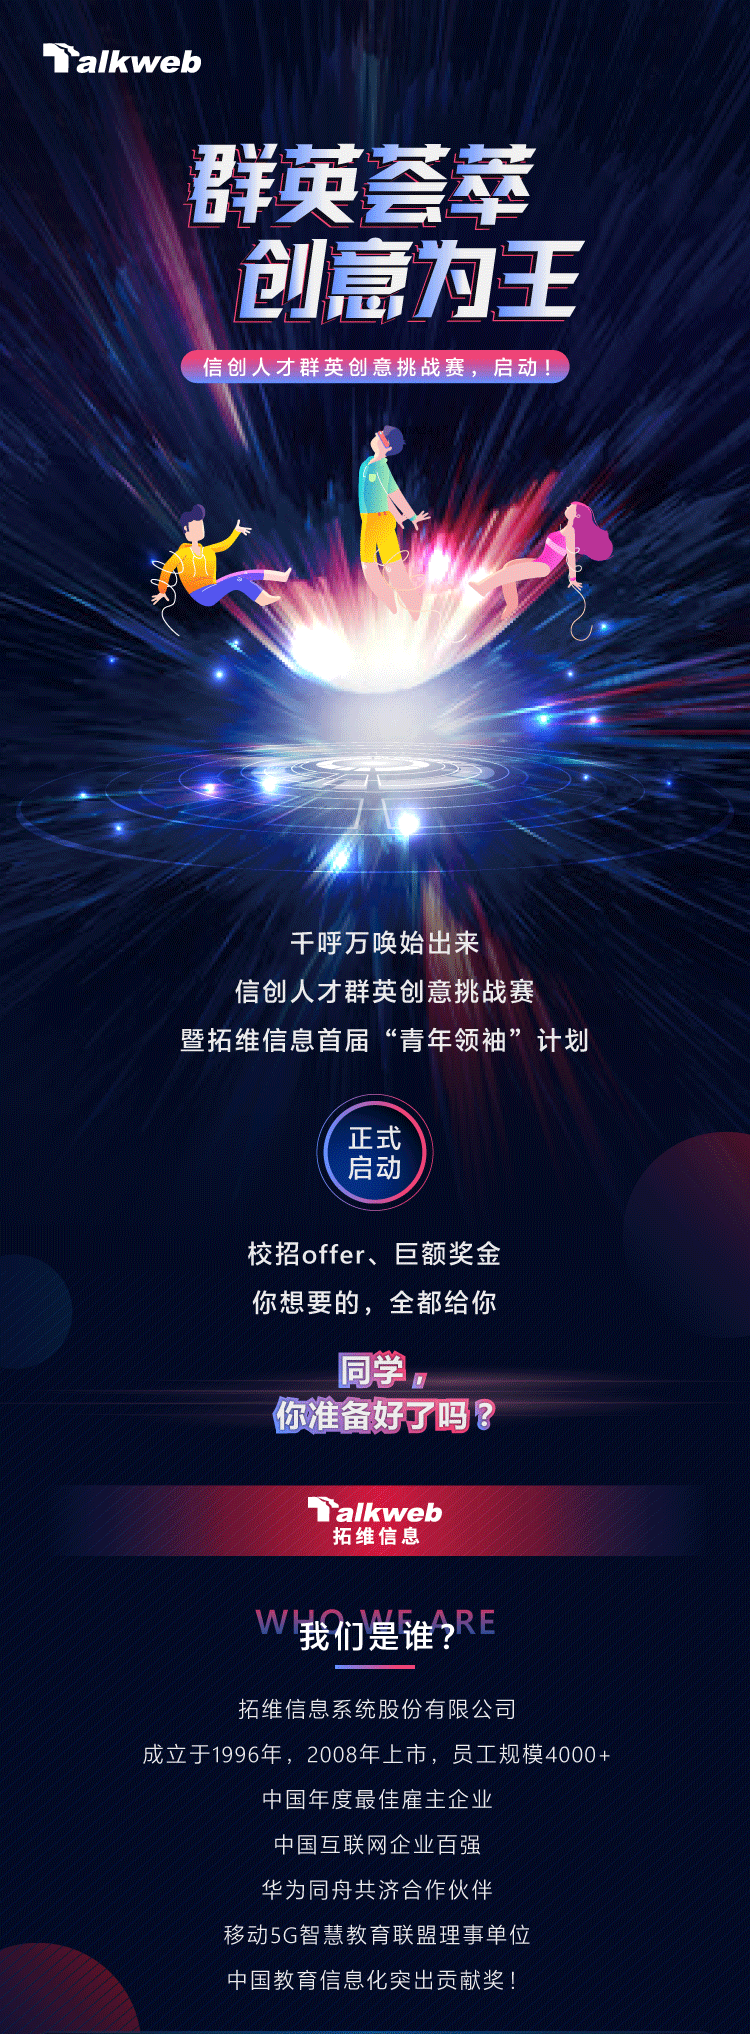 Talkweb
群英荟萃
创意为王
信创人才群英创意挑战赛，启动！
千呼万唤始出来
信创人才群英创意挑战赛
暨拓维信息首届“青年领袖”计划
正式
启动
校招offer、巨额奖金
你想要的，全都给你
同学，
你准备好了吗？
Talkweb
拓维信息
WHO WE ARE
我们是谁？
拓维信息系统股份有限公司
成立于1996年，2008年上市，员工规模4000+
中国年度最佳雇主企业
中国互联网企业百强
华为同舟共济合作伙伴
移动5G智慧教育联盟理事单位
中国教育信息化突出贡献奖！